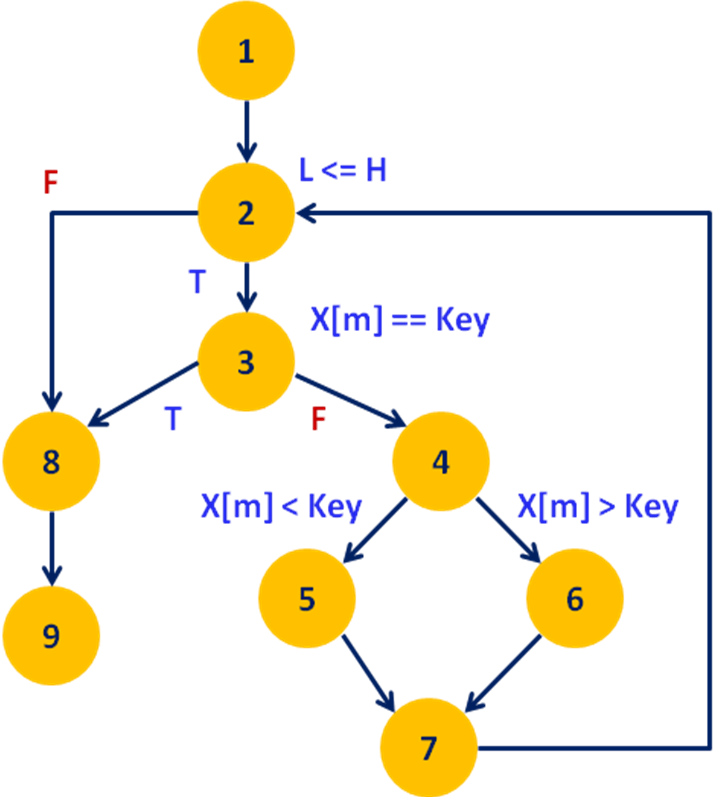 1
L <= H
F
2
T
X[m] == Key
3
T
F
8
4
X[m] < Key
X[m] > Key
5
6
9
7